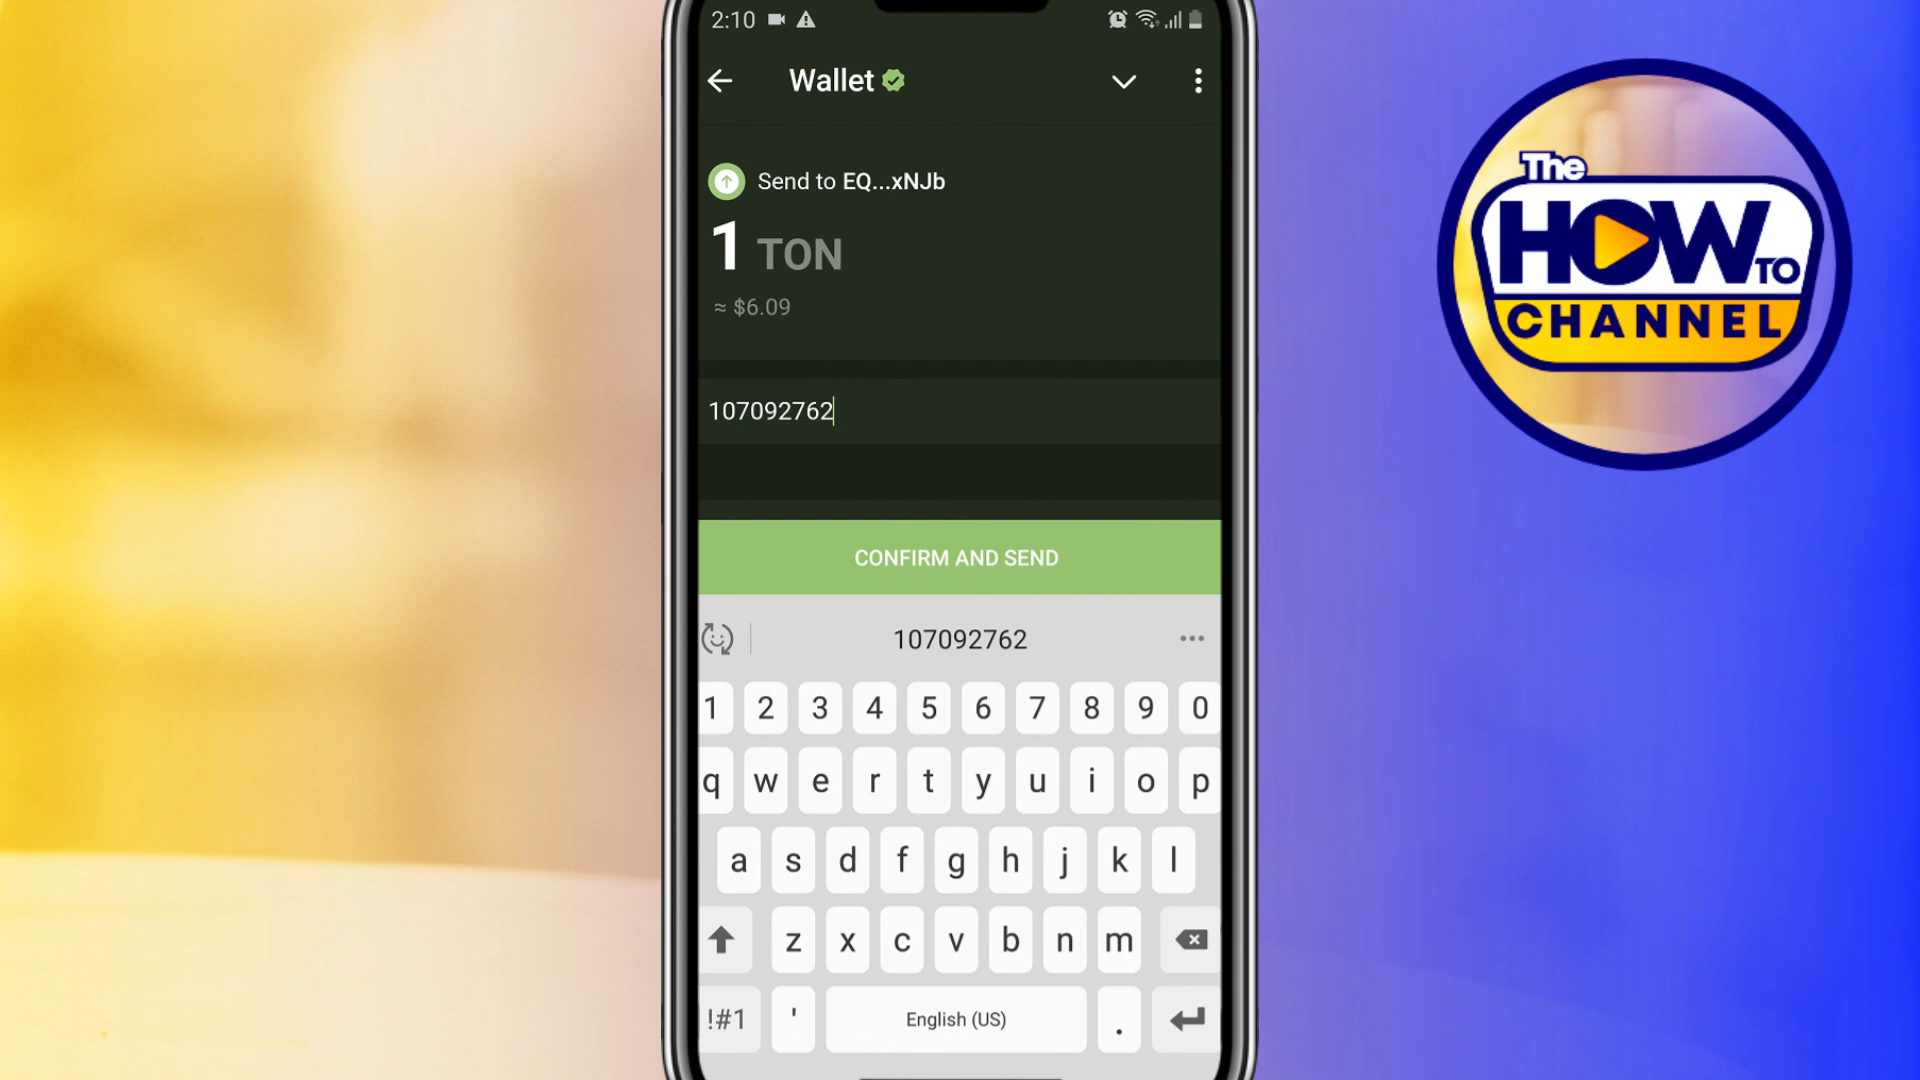 2:10
Wallet
Send to EQ...xNJb
1 TON
≈ $6.09
107092762
CONFIRM AND SEND
107092762
1 2 3 4 5 6 7 8 9 0
q w e r t y u i o p
a s d f g h j k l
z x c v b n m
!#1 ' English (US) .
The
HOW TO
CHANNEL